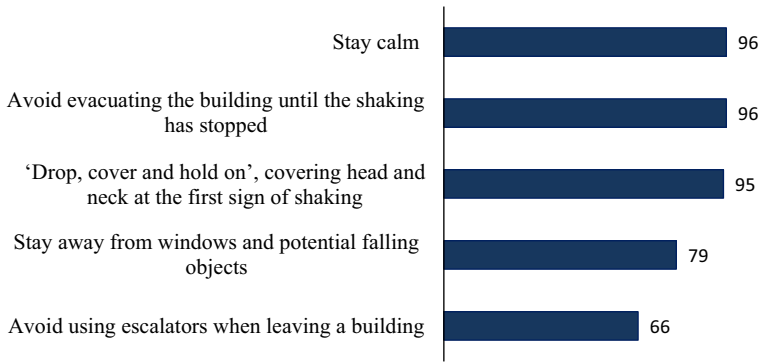 Stay calm 96
Avoid evacuating the building until the shaking
has stopped 96
‘Drop, cover and hold on’, covering head and
neck at the first sign of shaking 95
Stay away from windows and potential falling
objects 79
Avoid using escalators when leaving a building 66